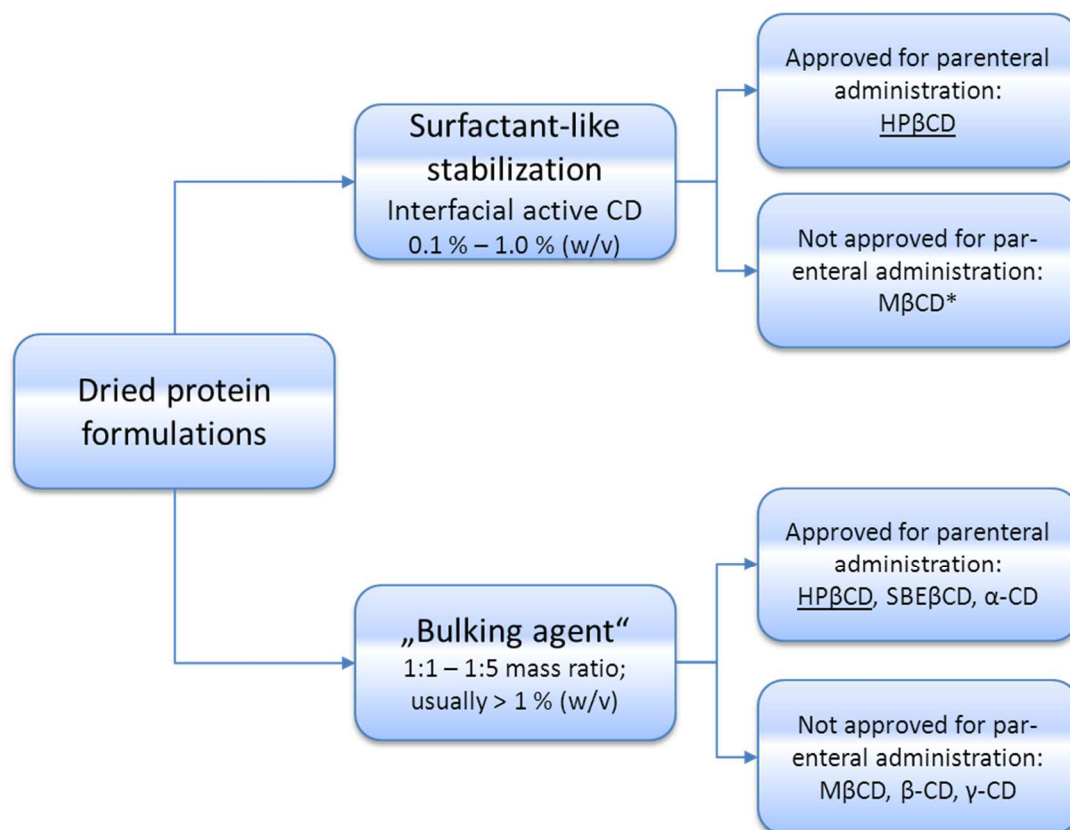 Dried protein
formulations
Surfactant-like
stabilization
Interfacial active CD
0.1 % – 1.0 % (w/v)
Approved for parenteral
administration:
HPβCD
Not approved for par-
enteral administration:
MβCD*
„Bulking agent“
1:1 – 1:5 mass ratio;
usually > 1 % (w/v)
Approved for parenteral
administration:
HPβCD, SBEβCD, α-CD
Not approved for par-
enteral administration:
MβCD, β-CD, γ-CD